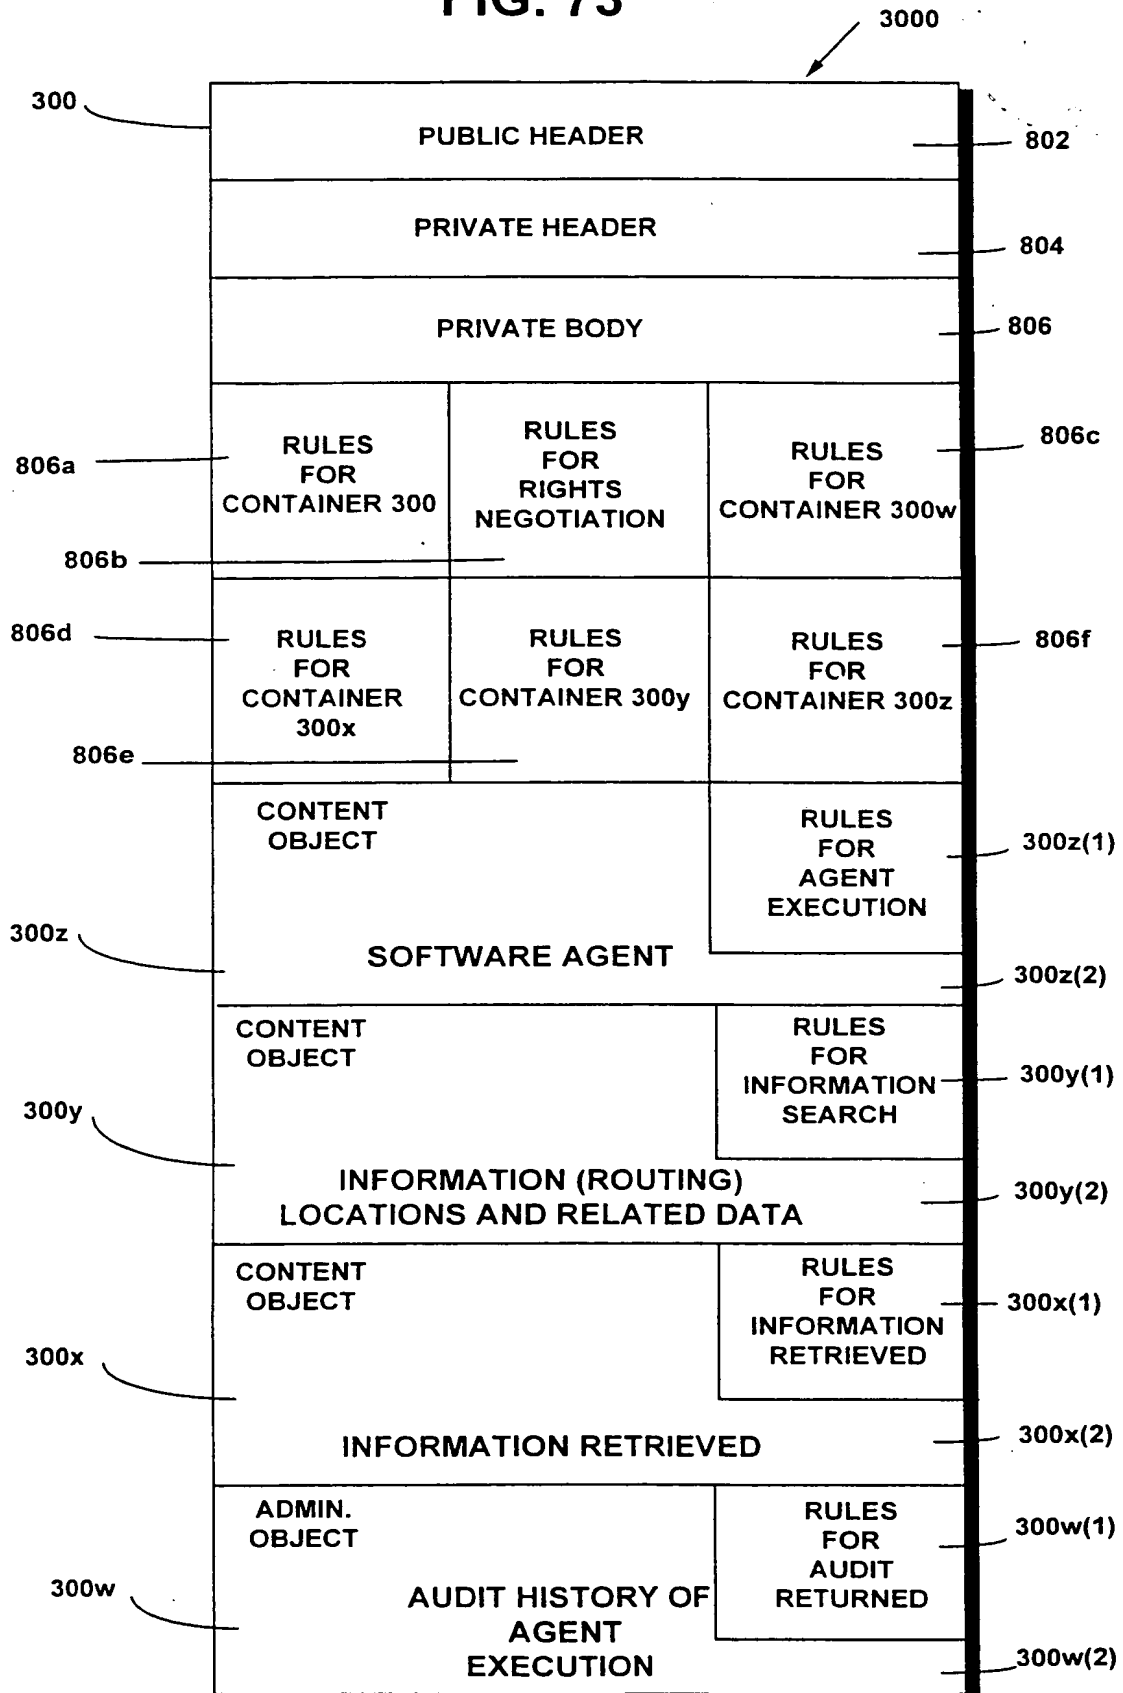 FIG. 73
3000
300
PUBLIC HEADER
802
PRIVATE HEADER
804
PRIVATE BODY
806
806a
RULES
FOR
CONTAINER 300
RULES
FOR
RIGHTS
NEGOTIATION
806b
RULES
FOR
CONTAINER 300w
806c
806d
RULES
FOR
CONTAINER
300x
RULES
FOR
CONTAINER 300y
806e
RULES
FOR
CONTAINER 300z
806f
CONTENT
OBJECT
RULES
FOR
AGENT
EXECUTION
300z(1)
300z
SOFTWARE AGENT
300z(2)
CONTENT
OBJECT
RULES
FOR
INFORMATION
SEARCH
300y(1)
300y
INFORMATION (ROUTING)
LOCATIONS AND RELATED DATA
300y(2)
CONTENT
OBJECT
RULES
FOR
INFORMATION
RETRIEVED
300x(1)
300x
INFORMATION RETRIEVED
300x(2)
ADMIN.
OBJECT
RULES
FOR
AUDIT
RETURNED
300w(1)
300w
AUDIT HISTORY OF
AGENT
EXECUTION
300w(2)